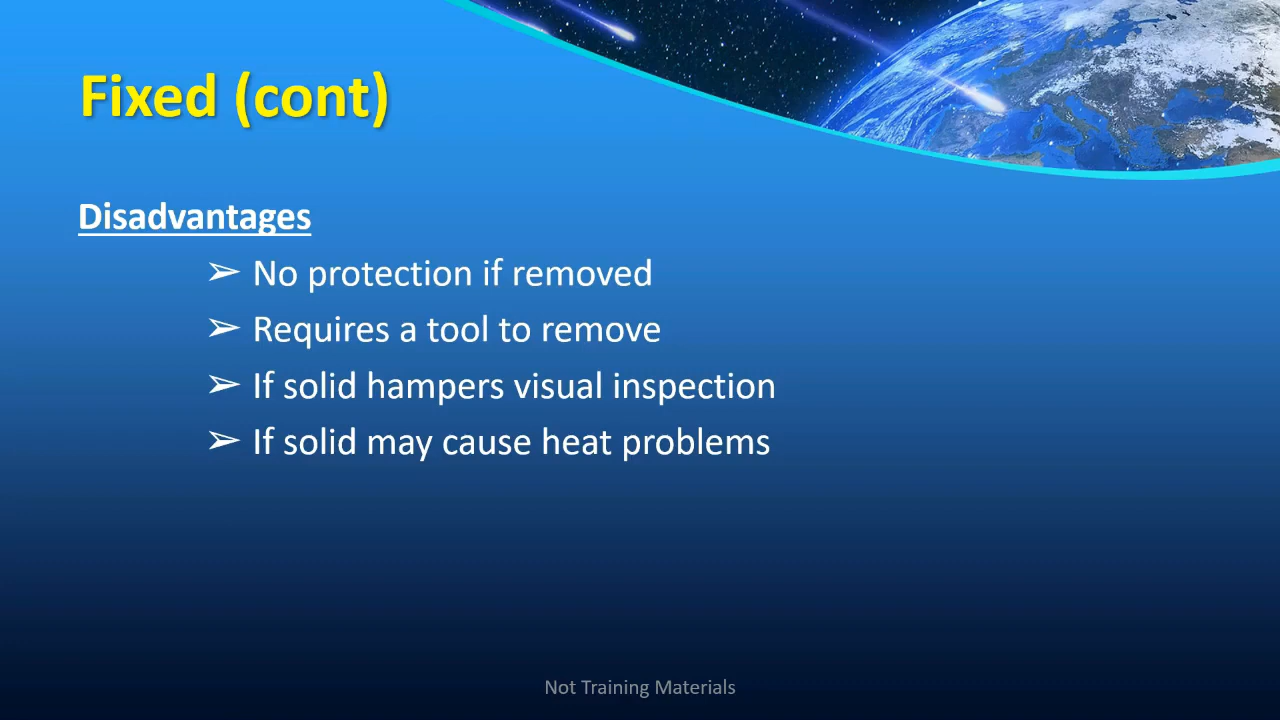 Fixed (cont)
Disadvantages
➢ No protection if removed
➢ Requires a tool to remove
➢ If solid hampers visual inspection
➢ If solid may cause heat problems
Not Training Materials